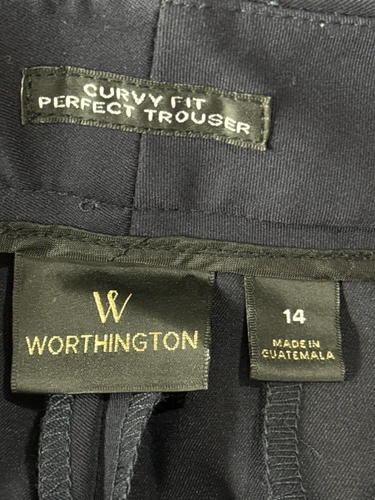 CURVY FIT
PERFECT TROUSER
W
WORTHINGTON
14
MADE IN
GUATEMALA